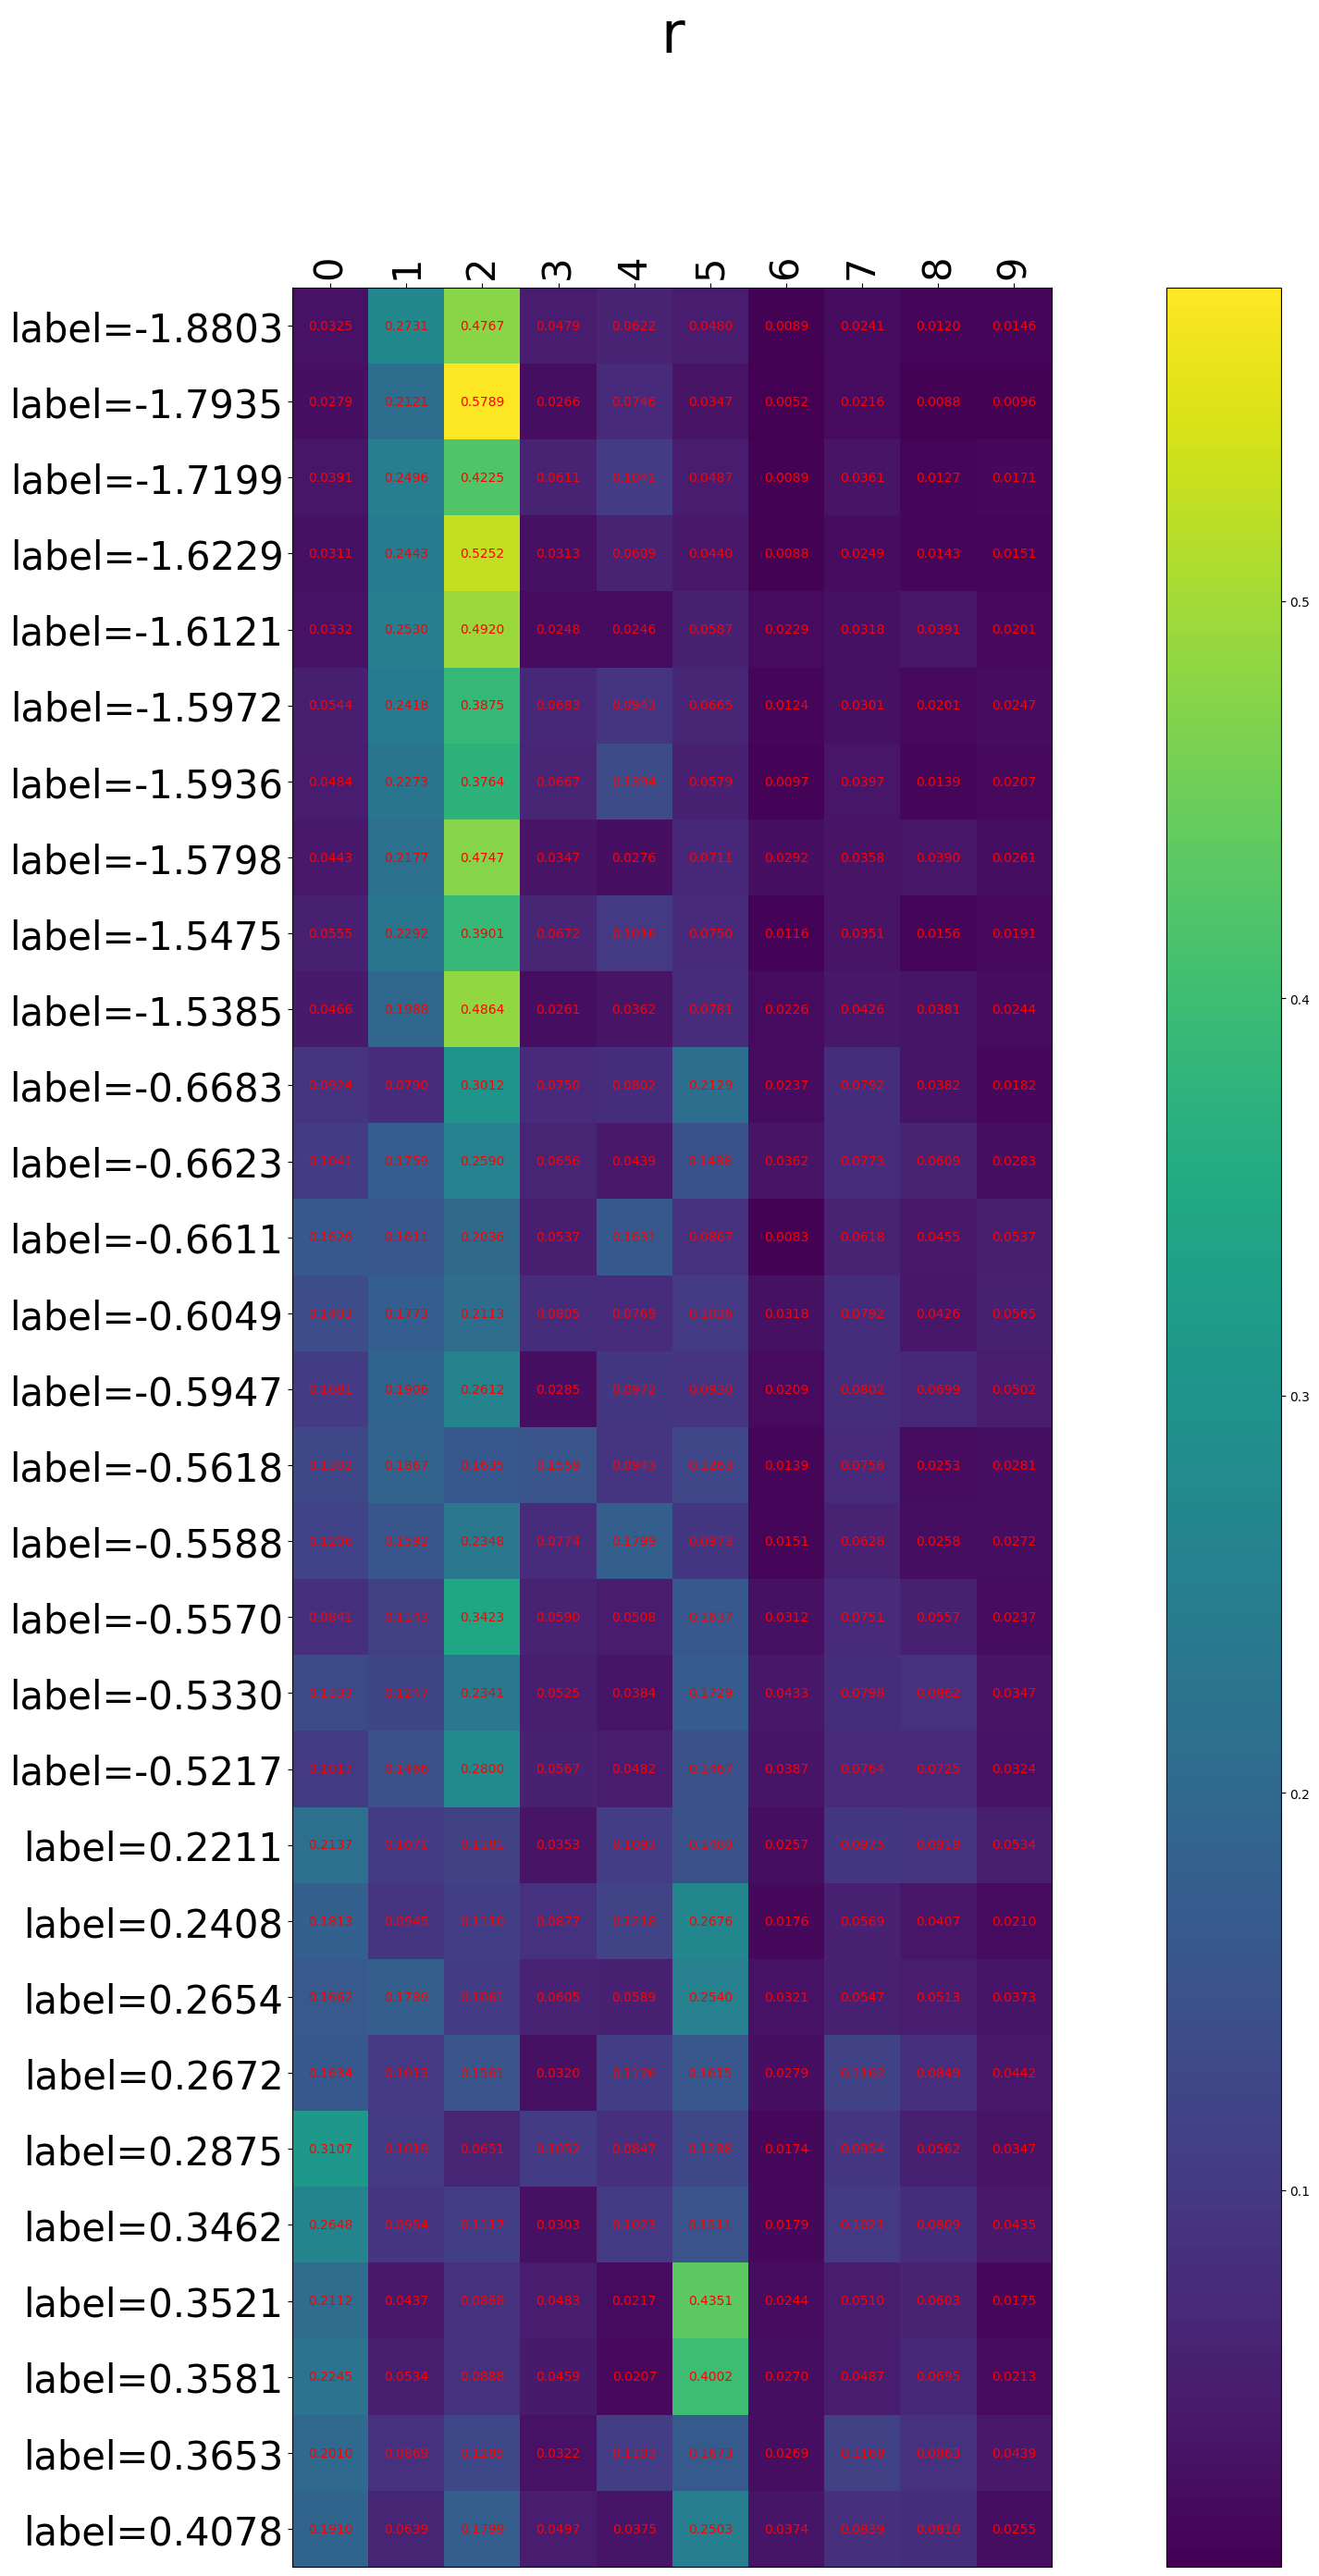 r
0 1 2 3 4 5 6 7 8 9
label=-1.8803 0.0325 0.2731 0.4767 0.0479 0.0622 0.0480 0.0089 0.0241 0.0120 0.0146
label=-1.7935 0.0279 0.2121 0.5789 0.0266 0.0746 0.0347 0.0052 0.0216 0.0088 0.0096
label=-1.7199 0.0391 0.2496 0.4225 0.0611 0.1041 0.0487 0.0089 0.0361 0.0127 0.0171
label=-1.6229 0.0311 0.2443 0.5252 0.0313 0.0609 0.0440 0.0088 0.0249 0.0143 0.0151
0.5
label=-1.6121 0.0332 0.2530 0.4920 0.0248 0.0246 0.0587 0.0229 0.0318 0.0391 0.0201
label=-1.5972 0.0544 0.2418 0.3875 0.0683 0.0943 0.0665 0.0124 0.0301 0.0201 0.0247
label=-1.5936 0.0484 0.2273 0.3764 0.0667 0.0579 0.0097 0.0397 0.0139 0.0207
label=-1.5798 0.0443 0.2177 0.4747 0.0347 0.0276 0.0711 0.0292 0.0358 0.0390 0.0261
label=-1.5475 0.0555 0.2292 0.3901 0.0672 0.1016 0.0750 0.0116 0.0351 0.0156 0.0191
0.4
label=-1.5385 0.0466 0.1988 0.4864 0.0261 0.0362 0.0781 0.0226 0.0426 0.0381 0.0244
label=-0.6683 0.0924 0.0790 0.3012 0.0750 0.0802 0.2129 0.0237 0.0792 0.0382 0.0182
label=-0.6623 0.1041 0.1759 0.2590 0.0656 0.0439 0.0362 0.0773 0.0609 0.0283
label=-0.6611 0.1611 0.2036 0.0537 0.1631 0.0867 0.0083 0.0618 0.0455 0.0537
label=-0.6049 0.1403 0.1773 0.2113 0.0805 0.0769 0.1036 0.0318 0.0792 0.0426 0.0565
label=-0.5947 0.1906 0.2612 0.0285 0.0972 0.0930 0.0209 0.0802 0.0699 0.0502
0.3
label=-0.5618 0.1867 0.1635 0.1559 0.0943 0.1263 0.0139 0.0758 0.0253 0.0281
label=-0.5588 0.1206 0.1592 0.2348 0.0774 0.1799 0.0973 0.0151 0.0628 0.0258 0.0272
label=-0.5570 0.0841 0.3423 0.0590 0.0508 0.1637 0.0312 0.0751 0.0557 0.0237
label=-0.5330 0.1333 0.1247 0.2341 0.0525 0.0384 0.1729 0.0433 0.0798 0.0862 0.0347
label=-0.5217 0.1017 0.1466 0.2800 0.0567 0.0482 0.1467 0.0387 0.0764 0.0725 0.0324
0.2
label=0.2211 0.2137 0.1071 0.1181 0.0353 0.1093 0.1480 0.0257 0.0975 0.0918 0.0534
label=0.2408 0.1813 0.0945 0.1110 0.0877 0.2676 0.0176 0.0569 0.0407 0.0210
label=0.2654 0.1662 0.1789 0.1061 0.0605 0.0589 0.2540 0.0321 0.0547 0.0513 0.0373
label=0.2672 0.1634 0.1013 0.1561 0.0320 0.1126 0.1615 0.0279 0.1162 0.0849 0.0442
label=0.2875 0.3107 0.1019 0.0651 0.1052 0.0847 0.0174 0.0954 0.0562 0.0347
0.1
label=0.3462 0.2648 0.0954 0.1117 0.0303 0.1023 0.1511 0.0179 0.1021 0.0809 0.0435
label=0.3521 0.2112 0.0437 0.0868 0.0483 0.0217 0.4351 0.0244 0.0510 0.0603 0.0175
label=0.3581 0.2245 0.0534 0.0888 0.0459 0.0207 0.4002 0.0270 0.0487 0.0695 0.0213
label=0.3653 0.2010 0.0869 0.1285 0.0322 0.1103 0.1673 0.0269 0.1168 0.0863 0.0439
label=0.4078 0.1910 0.0639 0.0497 0.0375 0.2503 0.0374 0.0839 0.0810 0.0255